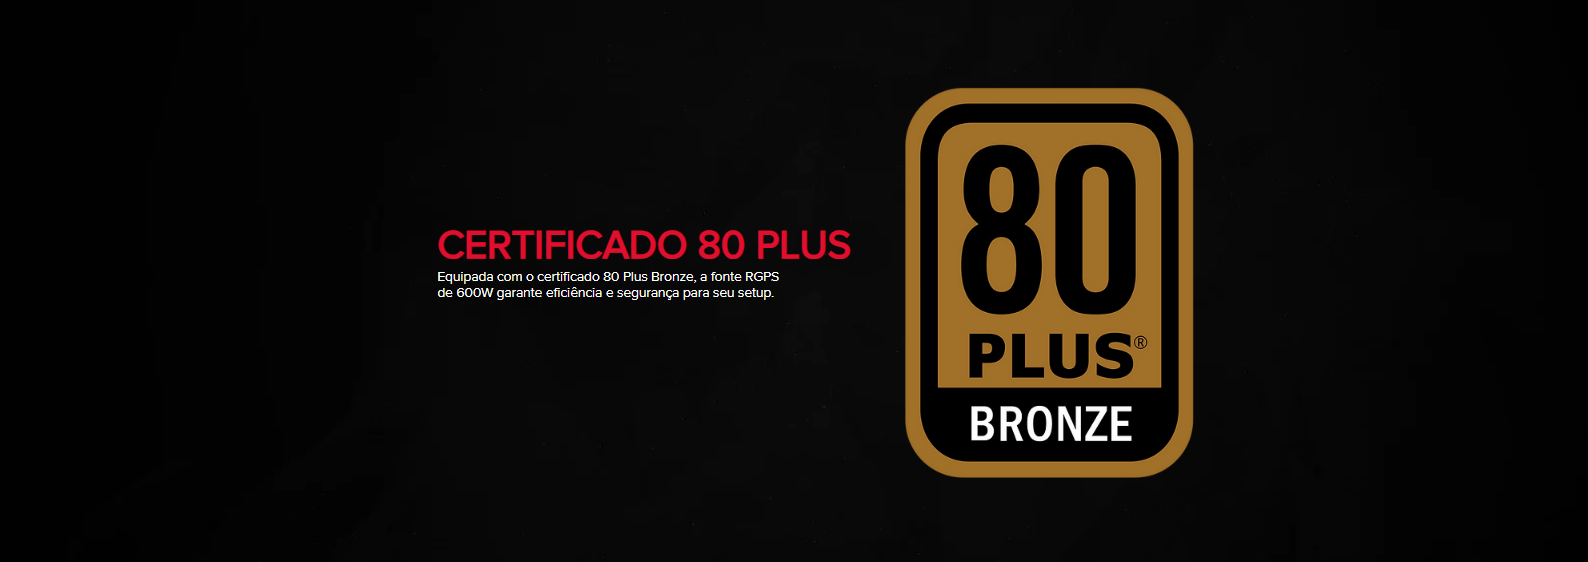 CERTIFICADO 80 PLUS
Equipada com o certificado 80 Plus Bronze, a fonte RGPS
de 600W garante eficiência e segurança para seu setup.
80
PLUS®
BRONZE